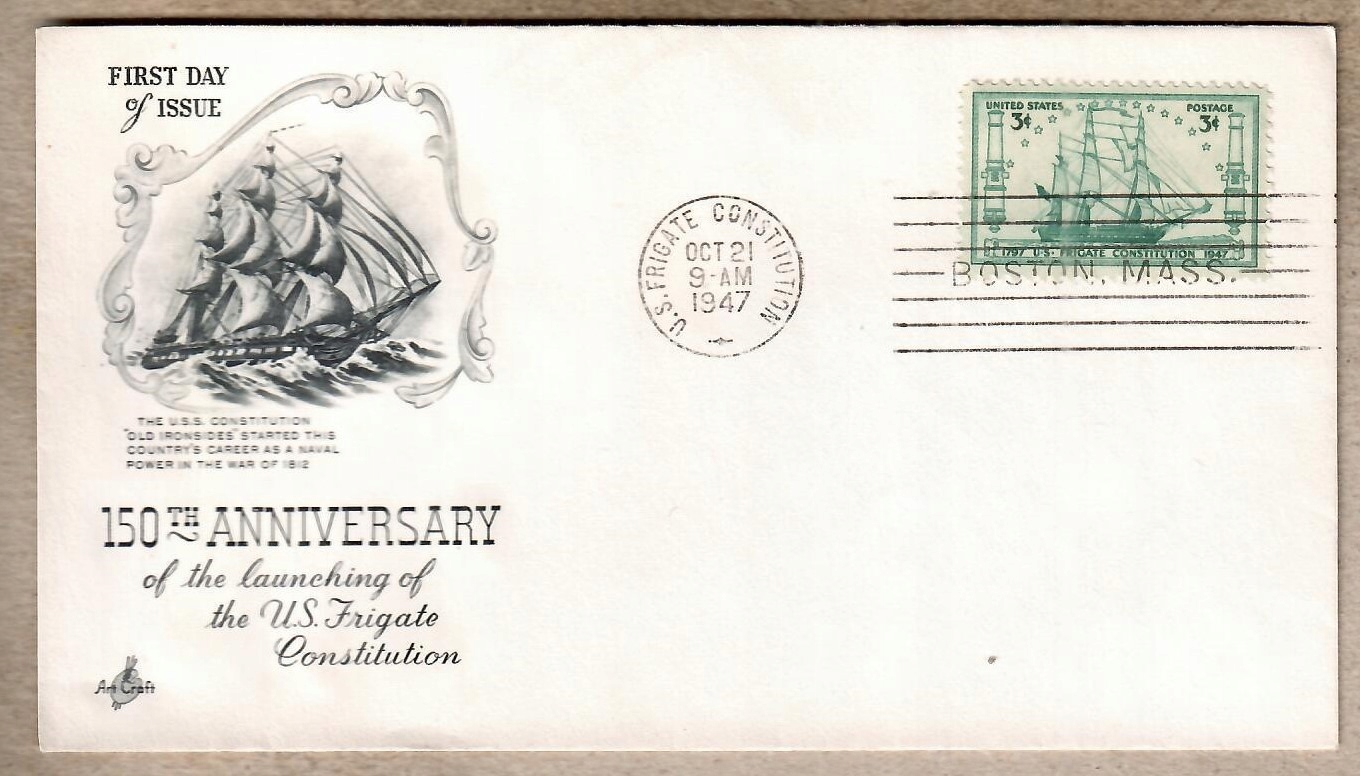 FIRST DAY
of ISSUE
THE U.S.S. CONSTITUTION
"OLD IRONSIDES" STARTED THIS
COUNTRY'S CAREER AS A NAVAL
POWER IN THE WAR OF 1812
150TH ANNIVERSARY
of the launching of
the U.S. Frigate
Constitution
Art Craft
U.S. FRIGATE CONSTITUTION
OCT 21
9-AM
1947
UNITED STATES POSTAGE
3¢ 3¢
1797 U·S· FRIGATE CONSTITUTION 1947
BOSTON, MASS.